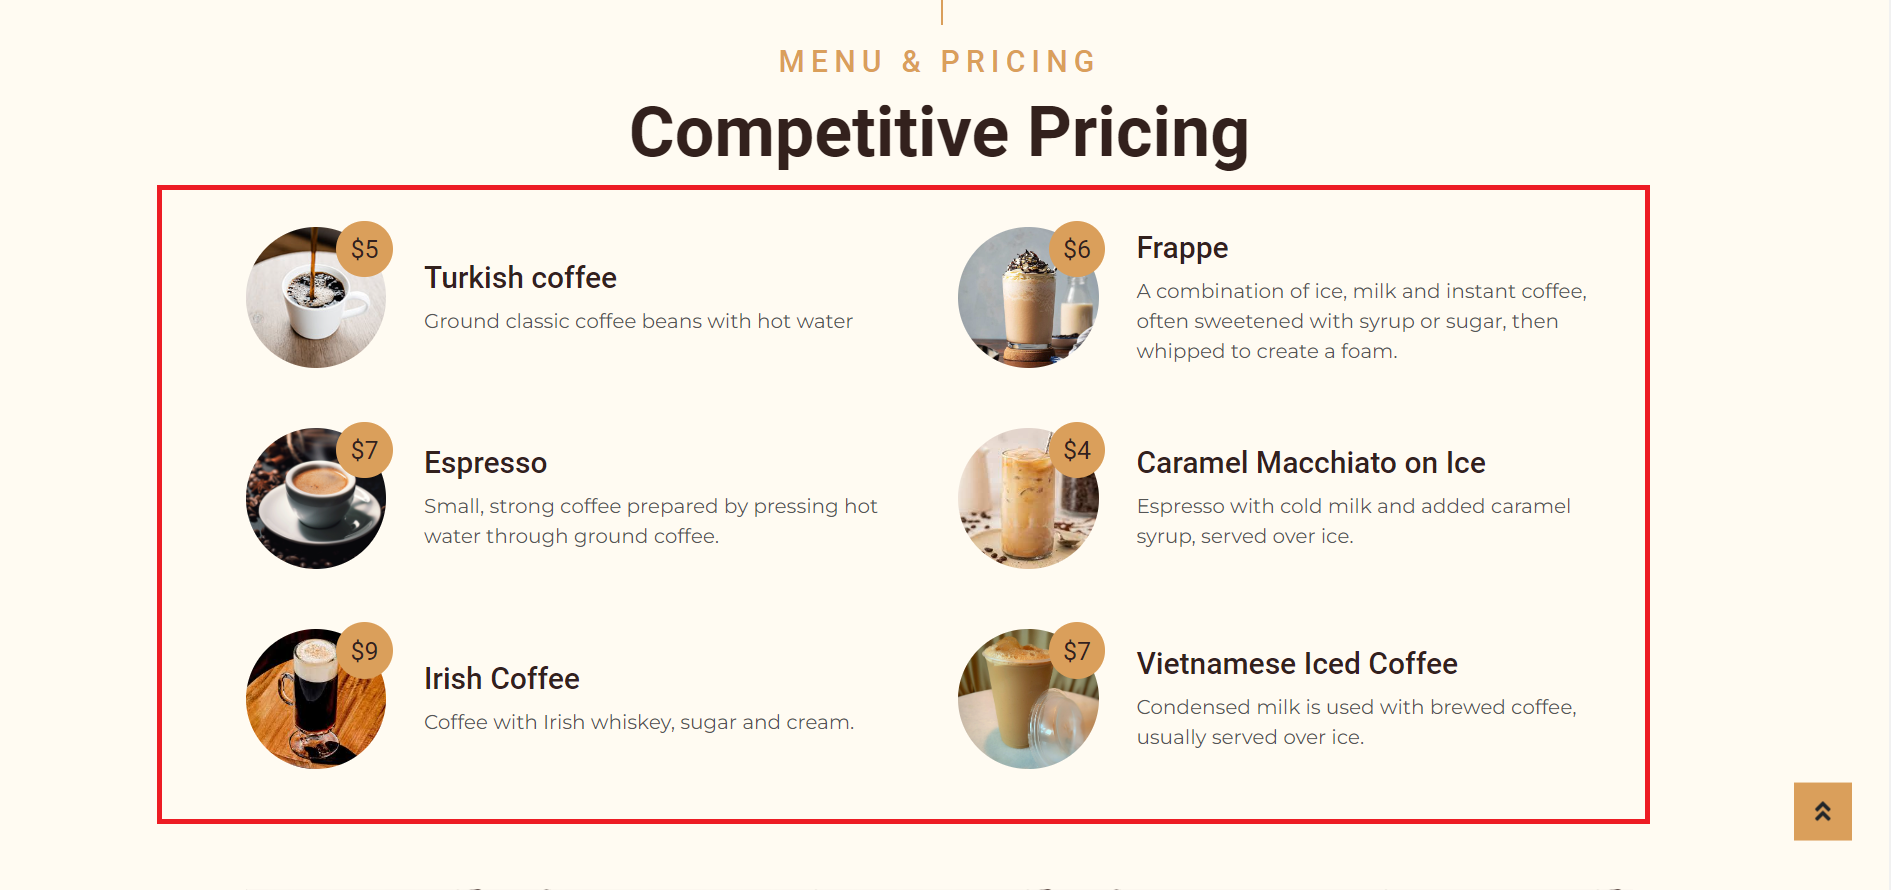 MENU & PRICING
Competitive Pricing
$5
Turkish coffee
Ground classic coffee beans with hot water
$6
Frappe
A combination of ice, milk and instant coffee,
often sweetened with syrup or sugar, then
whipped to create a foam.
$7
Espresso
Small, strong coffee prepared by pressing hot
water through ground coffee.
$4
Caramel Macchiato on Ice
Espresso with cold milk and added caramel
syrup, served over ice.
$9
Irish Coffee
Coffee with Irish whiskey, sugar and cream.
$7
Vietnamese Iced Coffee
Condensed milk is used with brewed coffee,
usually served over ice.